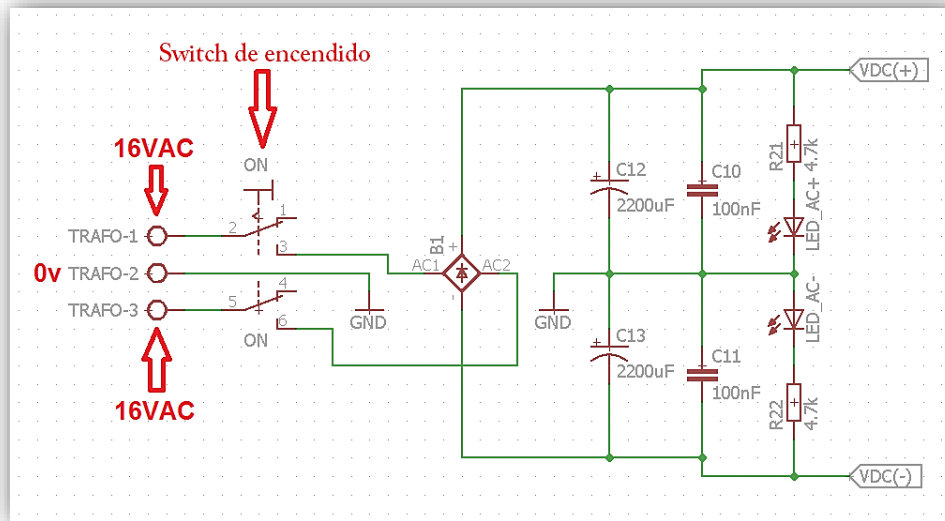 Switch de encendido
16VAC
ON
TRAFO-1
2
1
3
0v TRAFO-2
TRAFO-3
5
4
6
ON
16VAC
GND
AC1
B1
+
AC2
-
GND
+
C12
2200uF
+
C13
2200uF
C10
100nF
C11
100nF
VDC(+)
R21
4.7k
LED_AC+
LED_AC-
R22
4.7k
VDC(-)